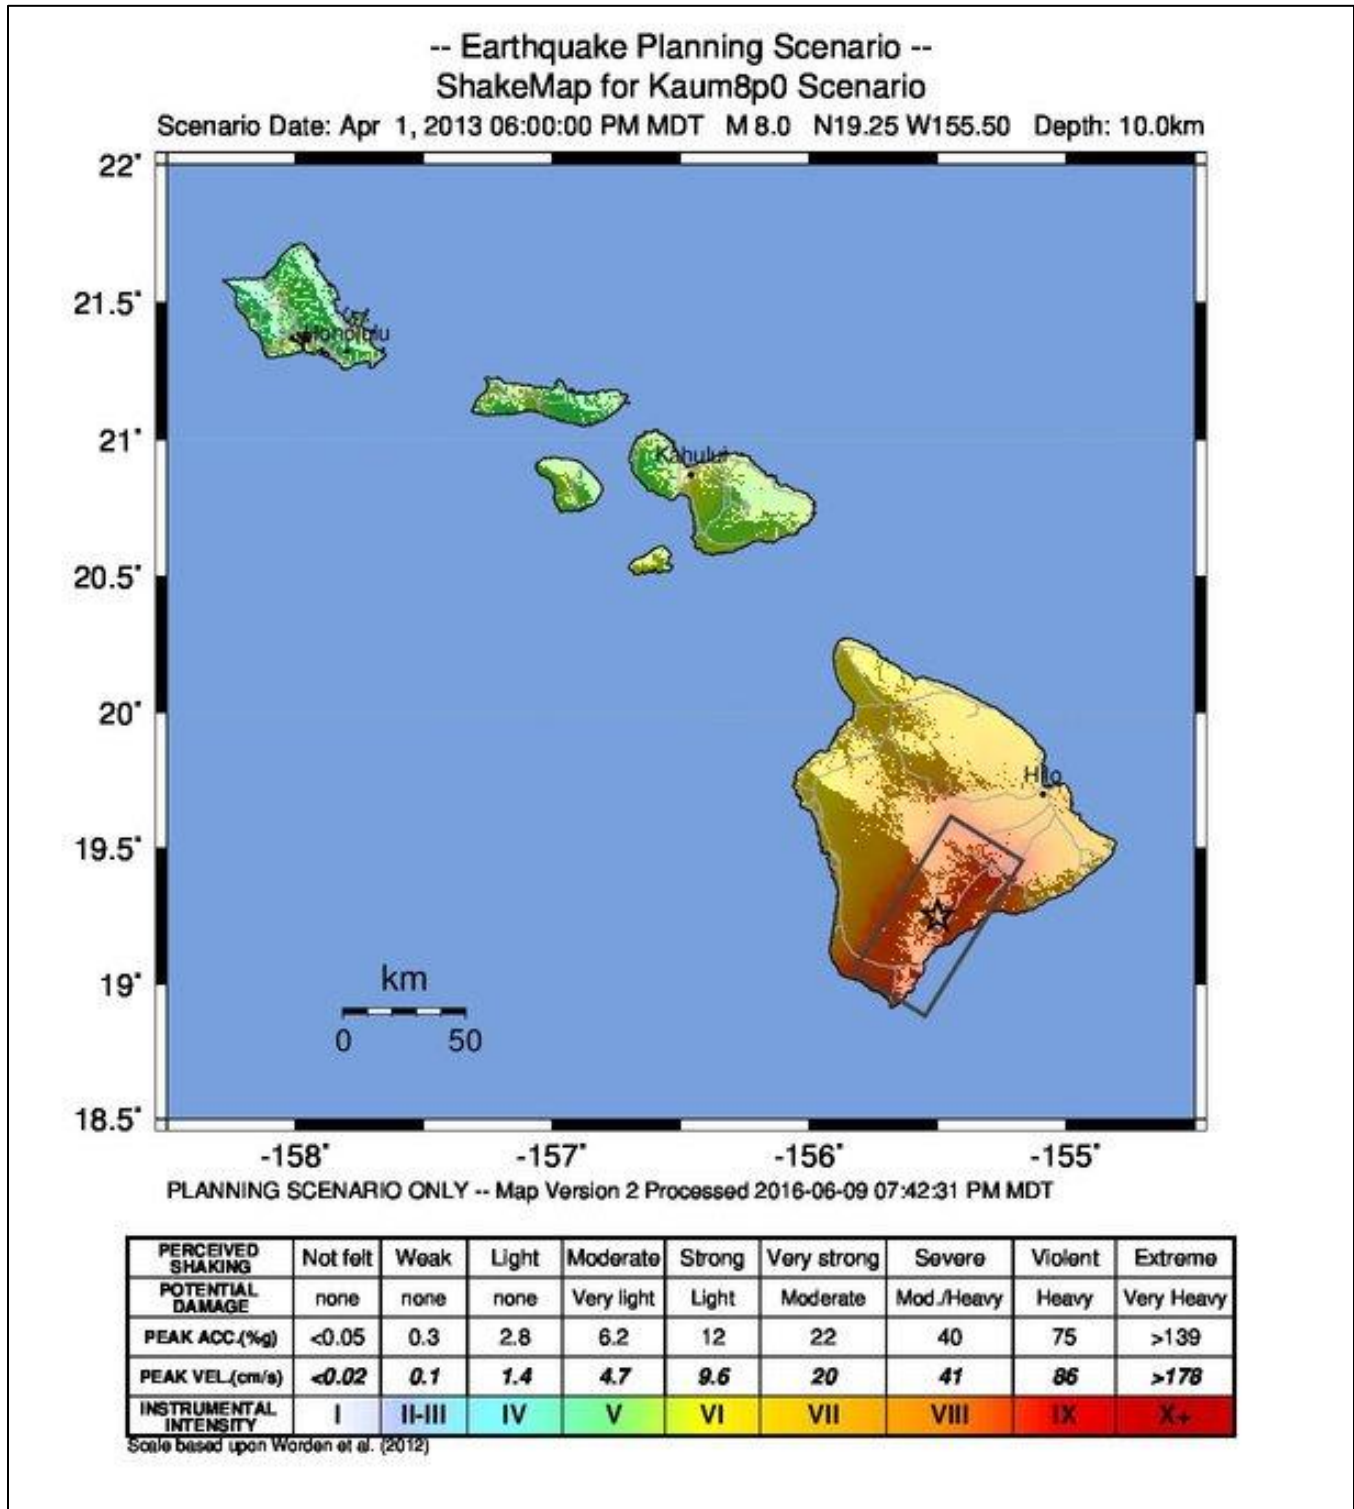 -- Earthquake Planning Scenario --
ShakeMap for Kaum8p0 Scenario
Scenario Date: Apr 1, 2013 06:00:00 PM MDT M 8.0 N19.25 W155.50 Depth: 10.0km
22°
21.5°
Honolulu
21°
Kahului
20.5°
20°
Hilo
19.5°
19°
km
0 50
18.5°
-158° -157° -156° -155°
PLANNING SCENARIO ONLY -- Map Version 2 Processed 2016-06-09 07:42:31 PM MDT
PERCEIVED SHAKING Not felt Weak Light Moderate Strong Very strong Severe Violent Extreme
POTENTIAL DAMAGE none none none Very light Light Moderate Mod./Heavy Heavy Very Heavy
PEAK ACC.(%g) <0.05 0.3 2.8 6.2 12 22 40 75 >139
PEAK VEL.(cm/s) <0.02 0.1 1.4 4.7 9.6 20 41 86 >178
INSTRUMENTAL INTENSITY I II-III IV V VI VII VIII IX X+
Scale based upon Worden et al. (2012)